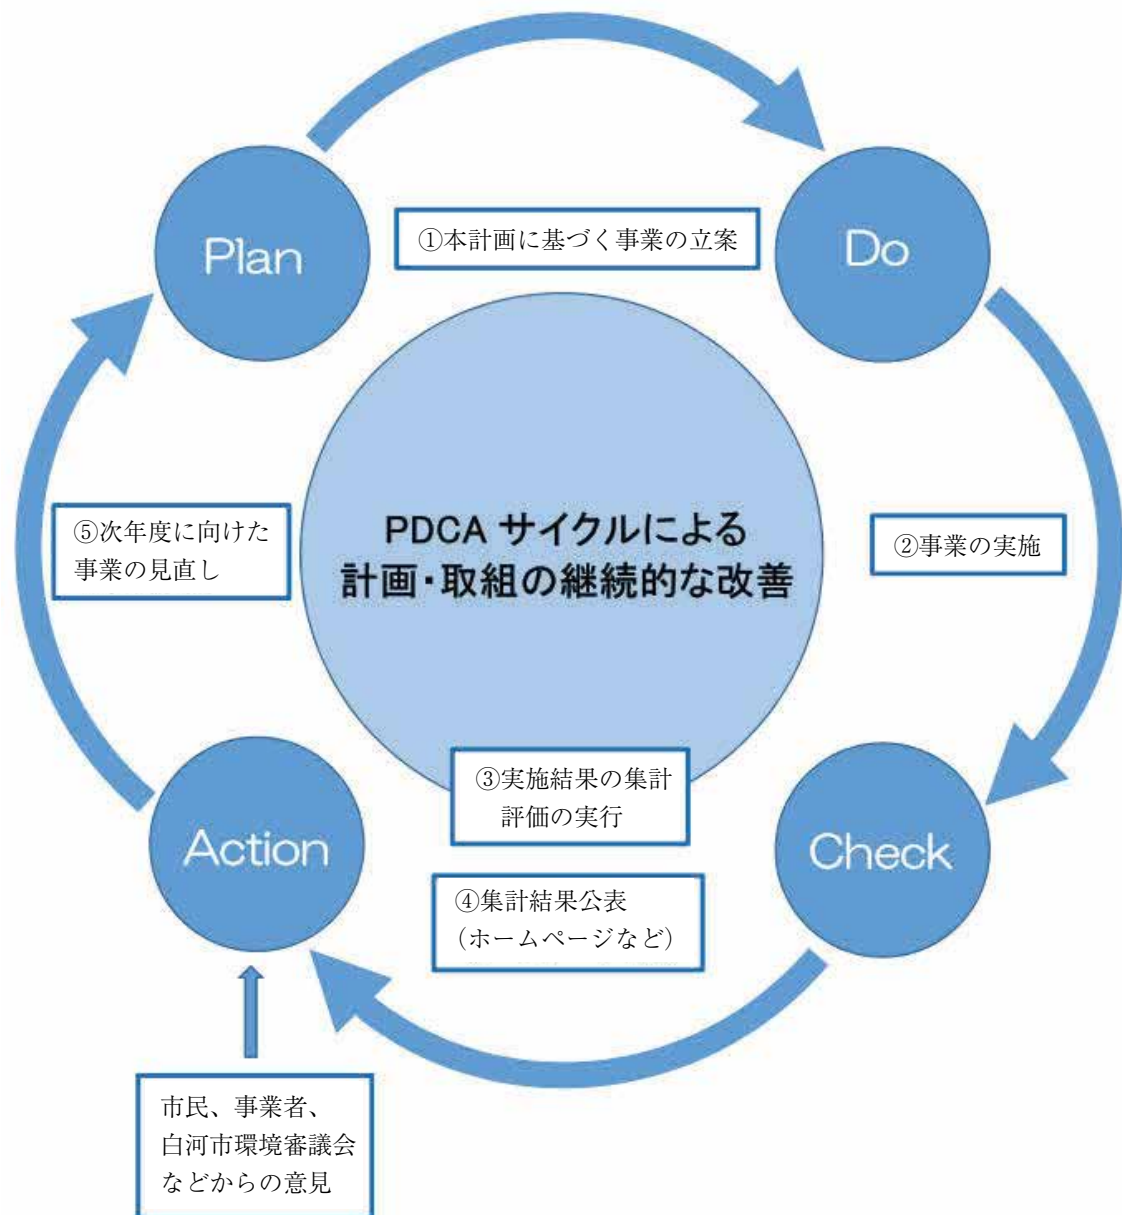 Plan
①本計画に基づく事業の立案
Do
⑤次年度に向けた
事業の見直し
PDCA サイクルによる
計画・取組の継続的な改善
②事業の実施
Action
③実施結果の集計
評価の実行
Check
④集計結果公表
(ホームページなど)
市民、事業者、
白河市環境審議会
などからの意見